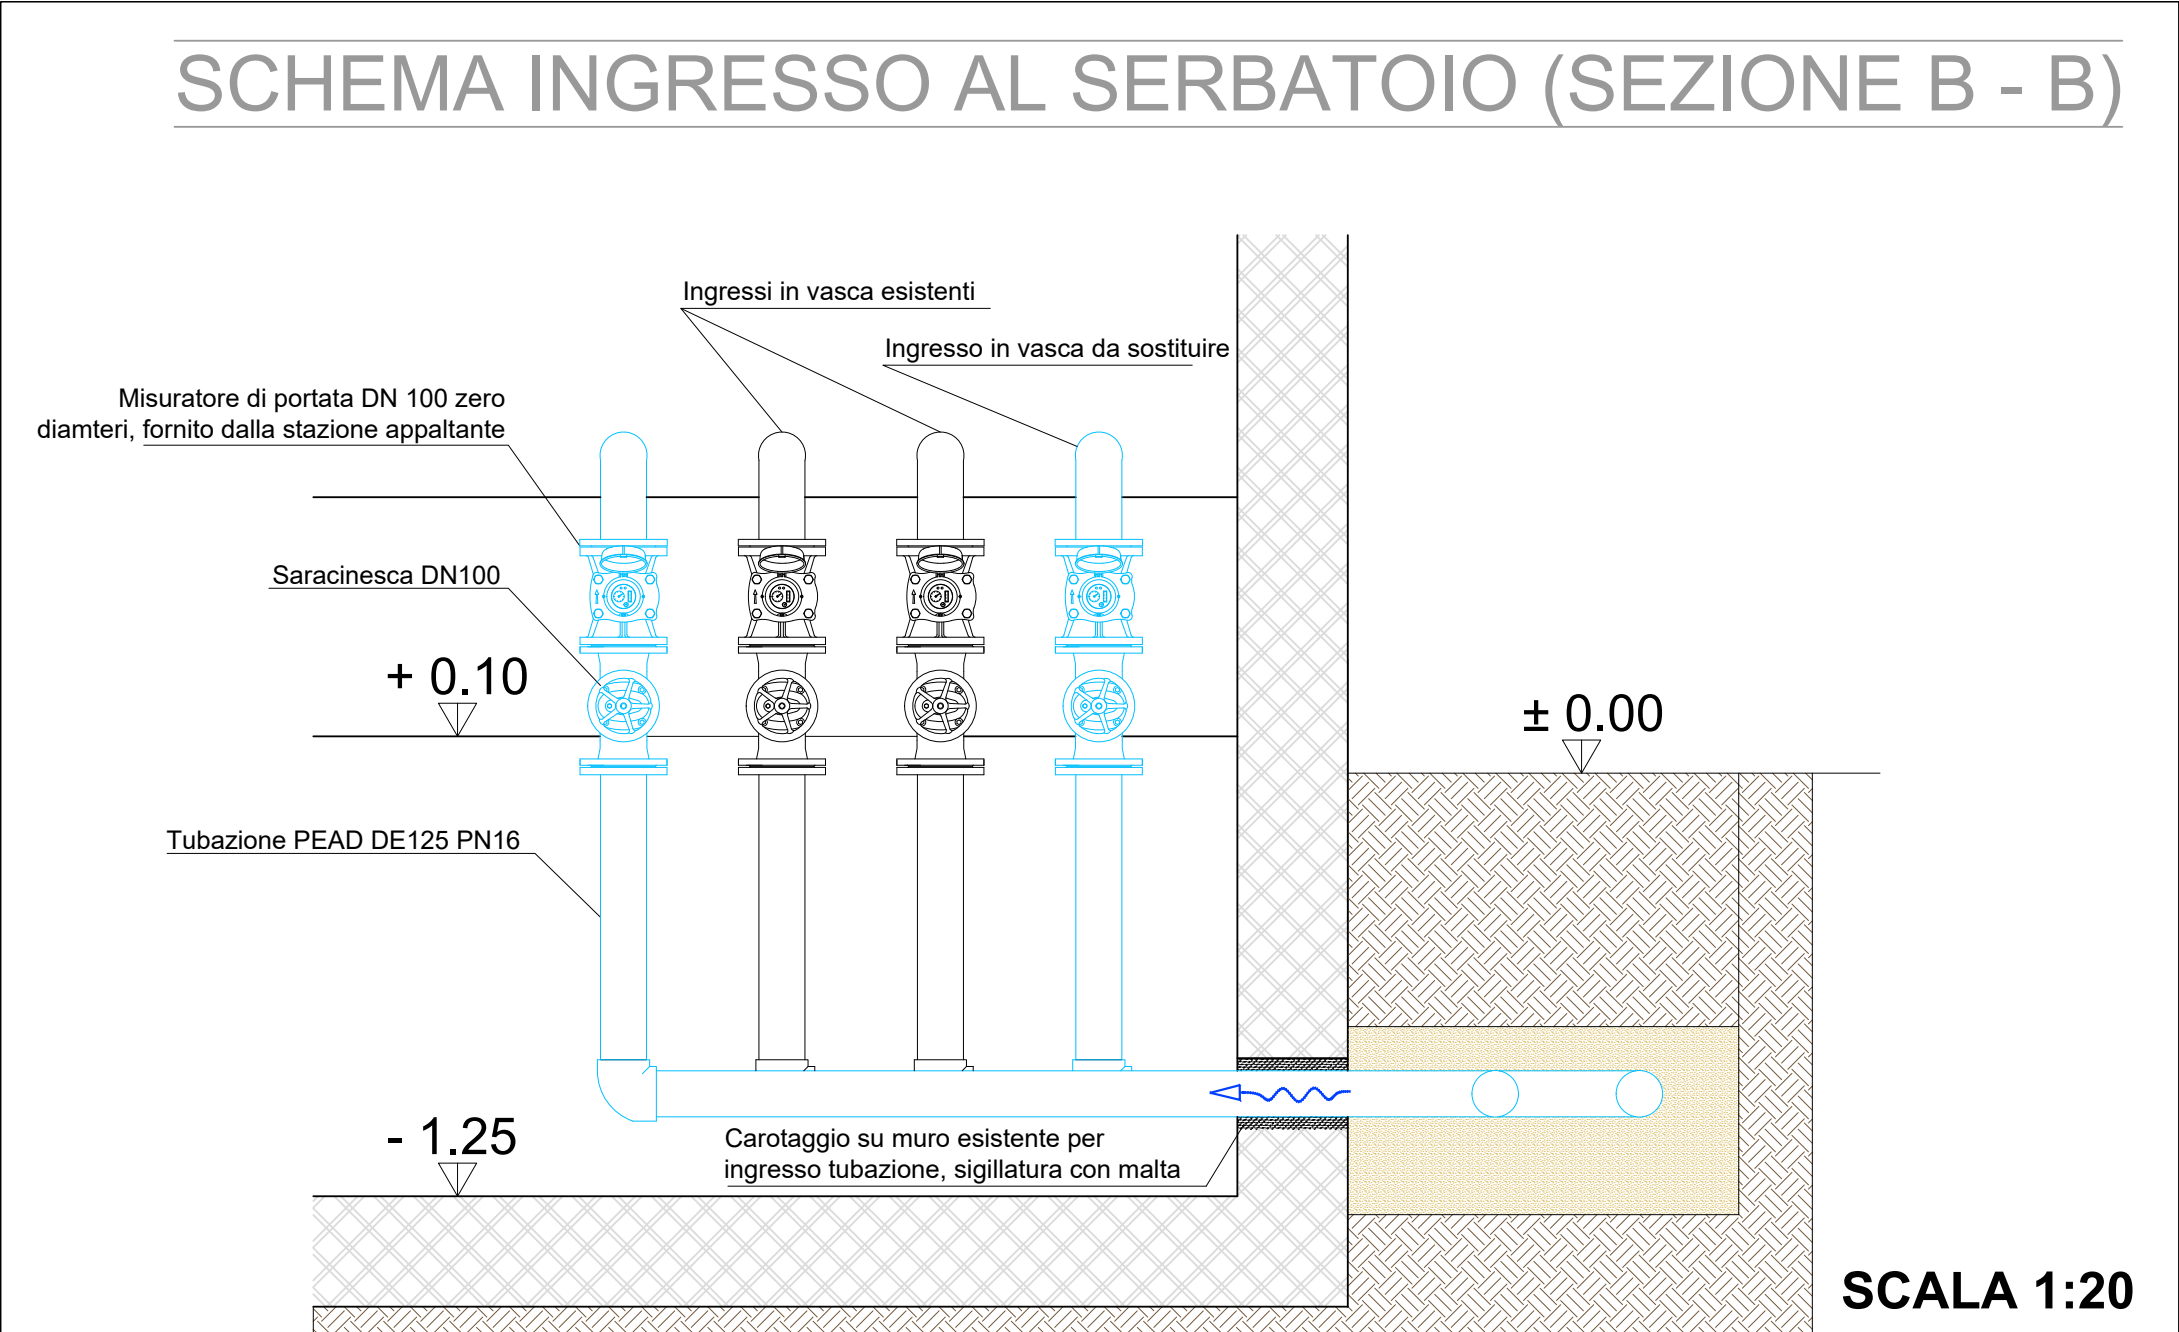 SCHEMA INGRESSO AL SERBATOIO (SEZIONE B - B)
Ingressi in vasca esistenti
Ingresso in vasca da sostituire
Misuratore di portata DN 100 zero
diamteri, fornito dalla stazione appaltante
Saracinesca DN100
+ 0.10
± 0.00
Tubazione PEAD DE125 PN16
- 1.25
Carotaggio su muro esistente per
ingresso tubazione, sigillatura con malta
SCALA 1:20